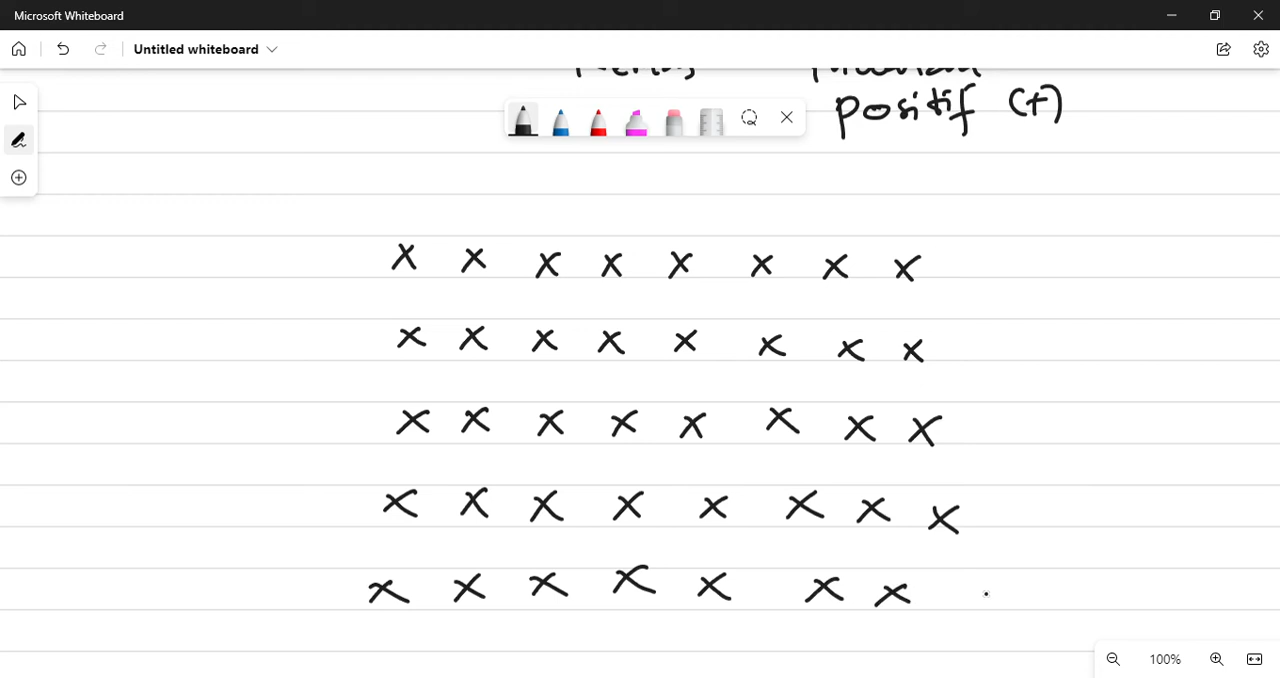 Microsoft Whiteboard
Untitled whiteboard
positif (+)
x x x x x x x x
x x x x x x x x
x x x x x x x x
x x x x x x x x
x x x x x x x
100%